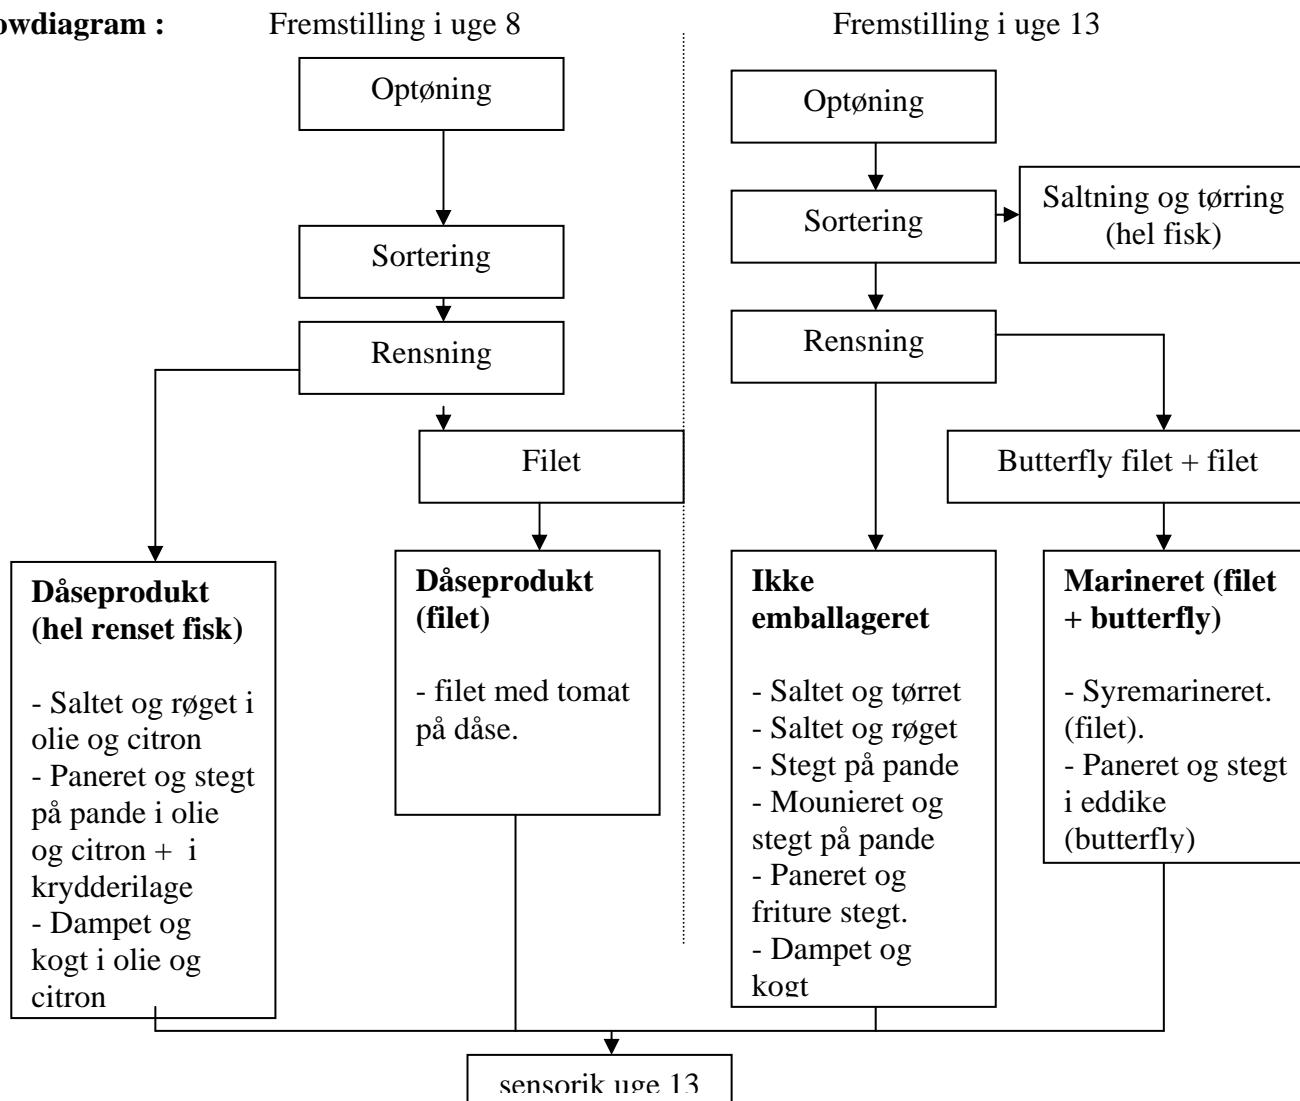 owdiagram : Fremstilling i uge 8 Fremstilling i uge 13
Optøning
Sortering
Rensning
Filet
Dåseprodukt
(hel renset fisk)
- Saltet og røget i
olie og citron
- Paneret og stegt
på pande i olie
og citron + i
krydderilage
- Dampet og
kogt i olie og
citron
Dåseprodukt
(filet)
- filet med tomat
på dåse.
Optøning
Sortering
Saltning og tørring
(hel fisk)
Rensning
Butterfly filet + filet
Ikke
emballageret
- Saltet og tørret
- Saltet og røget
- Stegt på pande
- Mounieret og
stegt på pande
- Paneret og
friture stegt.
- Dampet og
kogt
Marineret (filet
+ butterfly)
- Syremarineret.
(filet).
- Paneret og stegt
i eddike
(butterfly)
sensorik uge 13